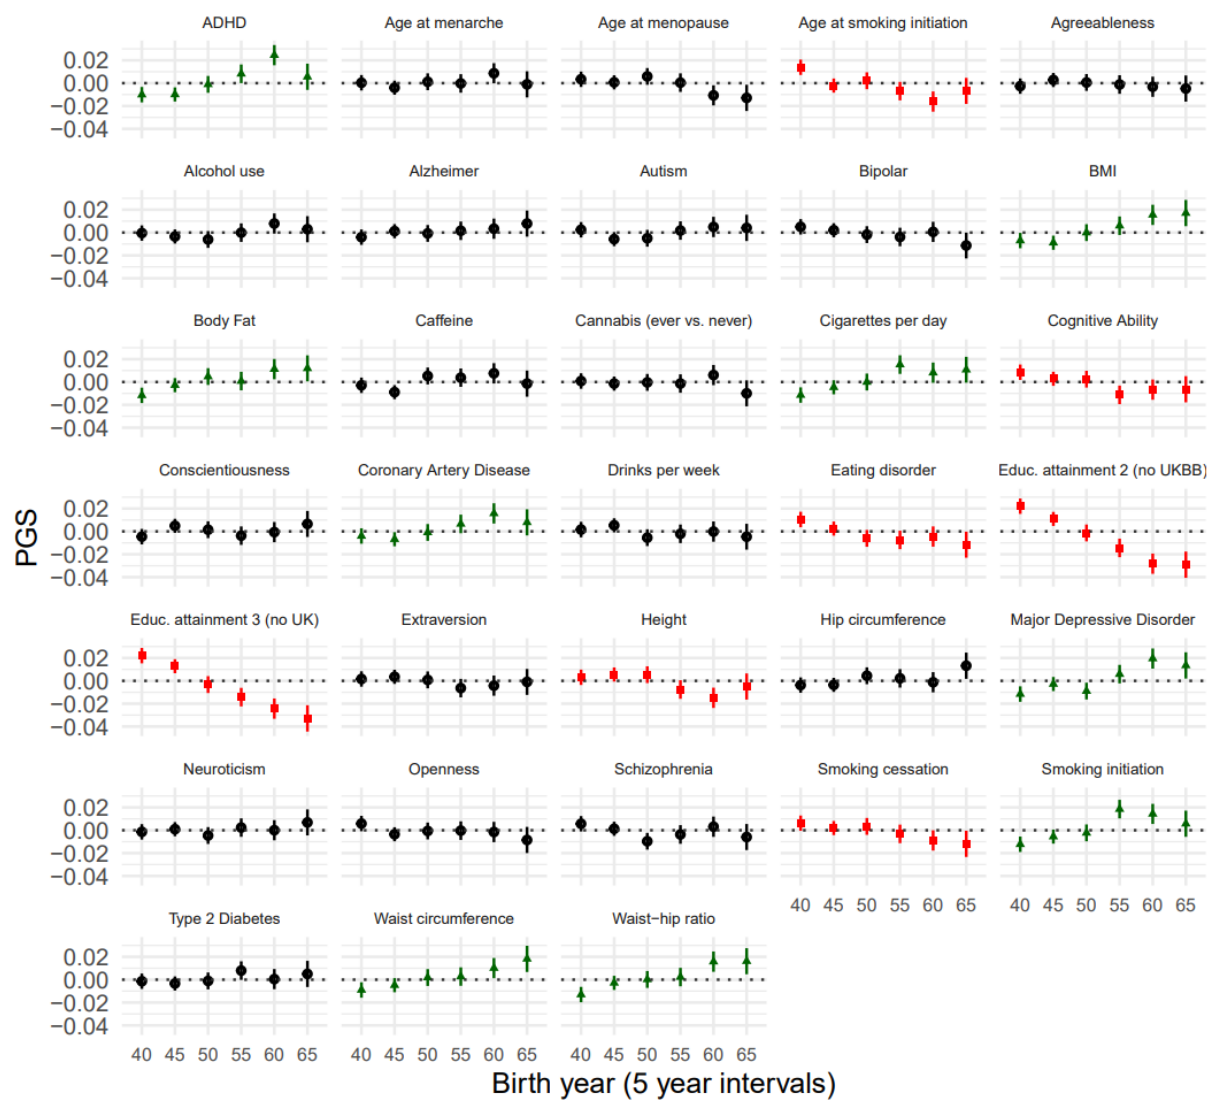 ADHD Age at menarche Age at menopause Age at smoking initiation Agreeableness
0.02
0.00
−0.02
−0.04
Alcohol use Alzheimer Autism Bipolar BMI
0.02
0.00
−0.02
−0.04
Body Fat Caffeine Cannabis (ever vs. never) Cigarettes per day Cognitive Ability
0.02
0.00
−0.02
−0.04
Conscientiousness Coronary Artery Disease Drinks per week Eating disorder Educ. attainment 2 (no UKBB)
0.02
0.00
−0.02
−0.04
PGS
Educ. attainment 3 (no UK) Extraversion Height Hip circumference Major Depressive Disorder
0.02
0.00
−0.02
−0.04
Neuroticism Openness Schizophrenia Smoking cessation Smoking initiation
0.02
0.00
−0.02
−0.04
40 45 50 55 60 65 40 45 50 55 60 65
Type 2 Diabetes Waist circumference Waist−hip ratio
0.02
0.00
−0.02
−0.04
40 45 50 55 60 65 40 45 50 55 60 65 40 45 50 55 60 65
Birth year (5 year intervals)